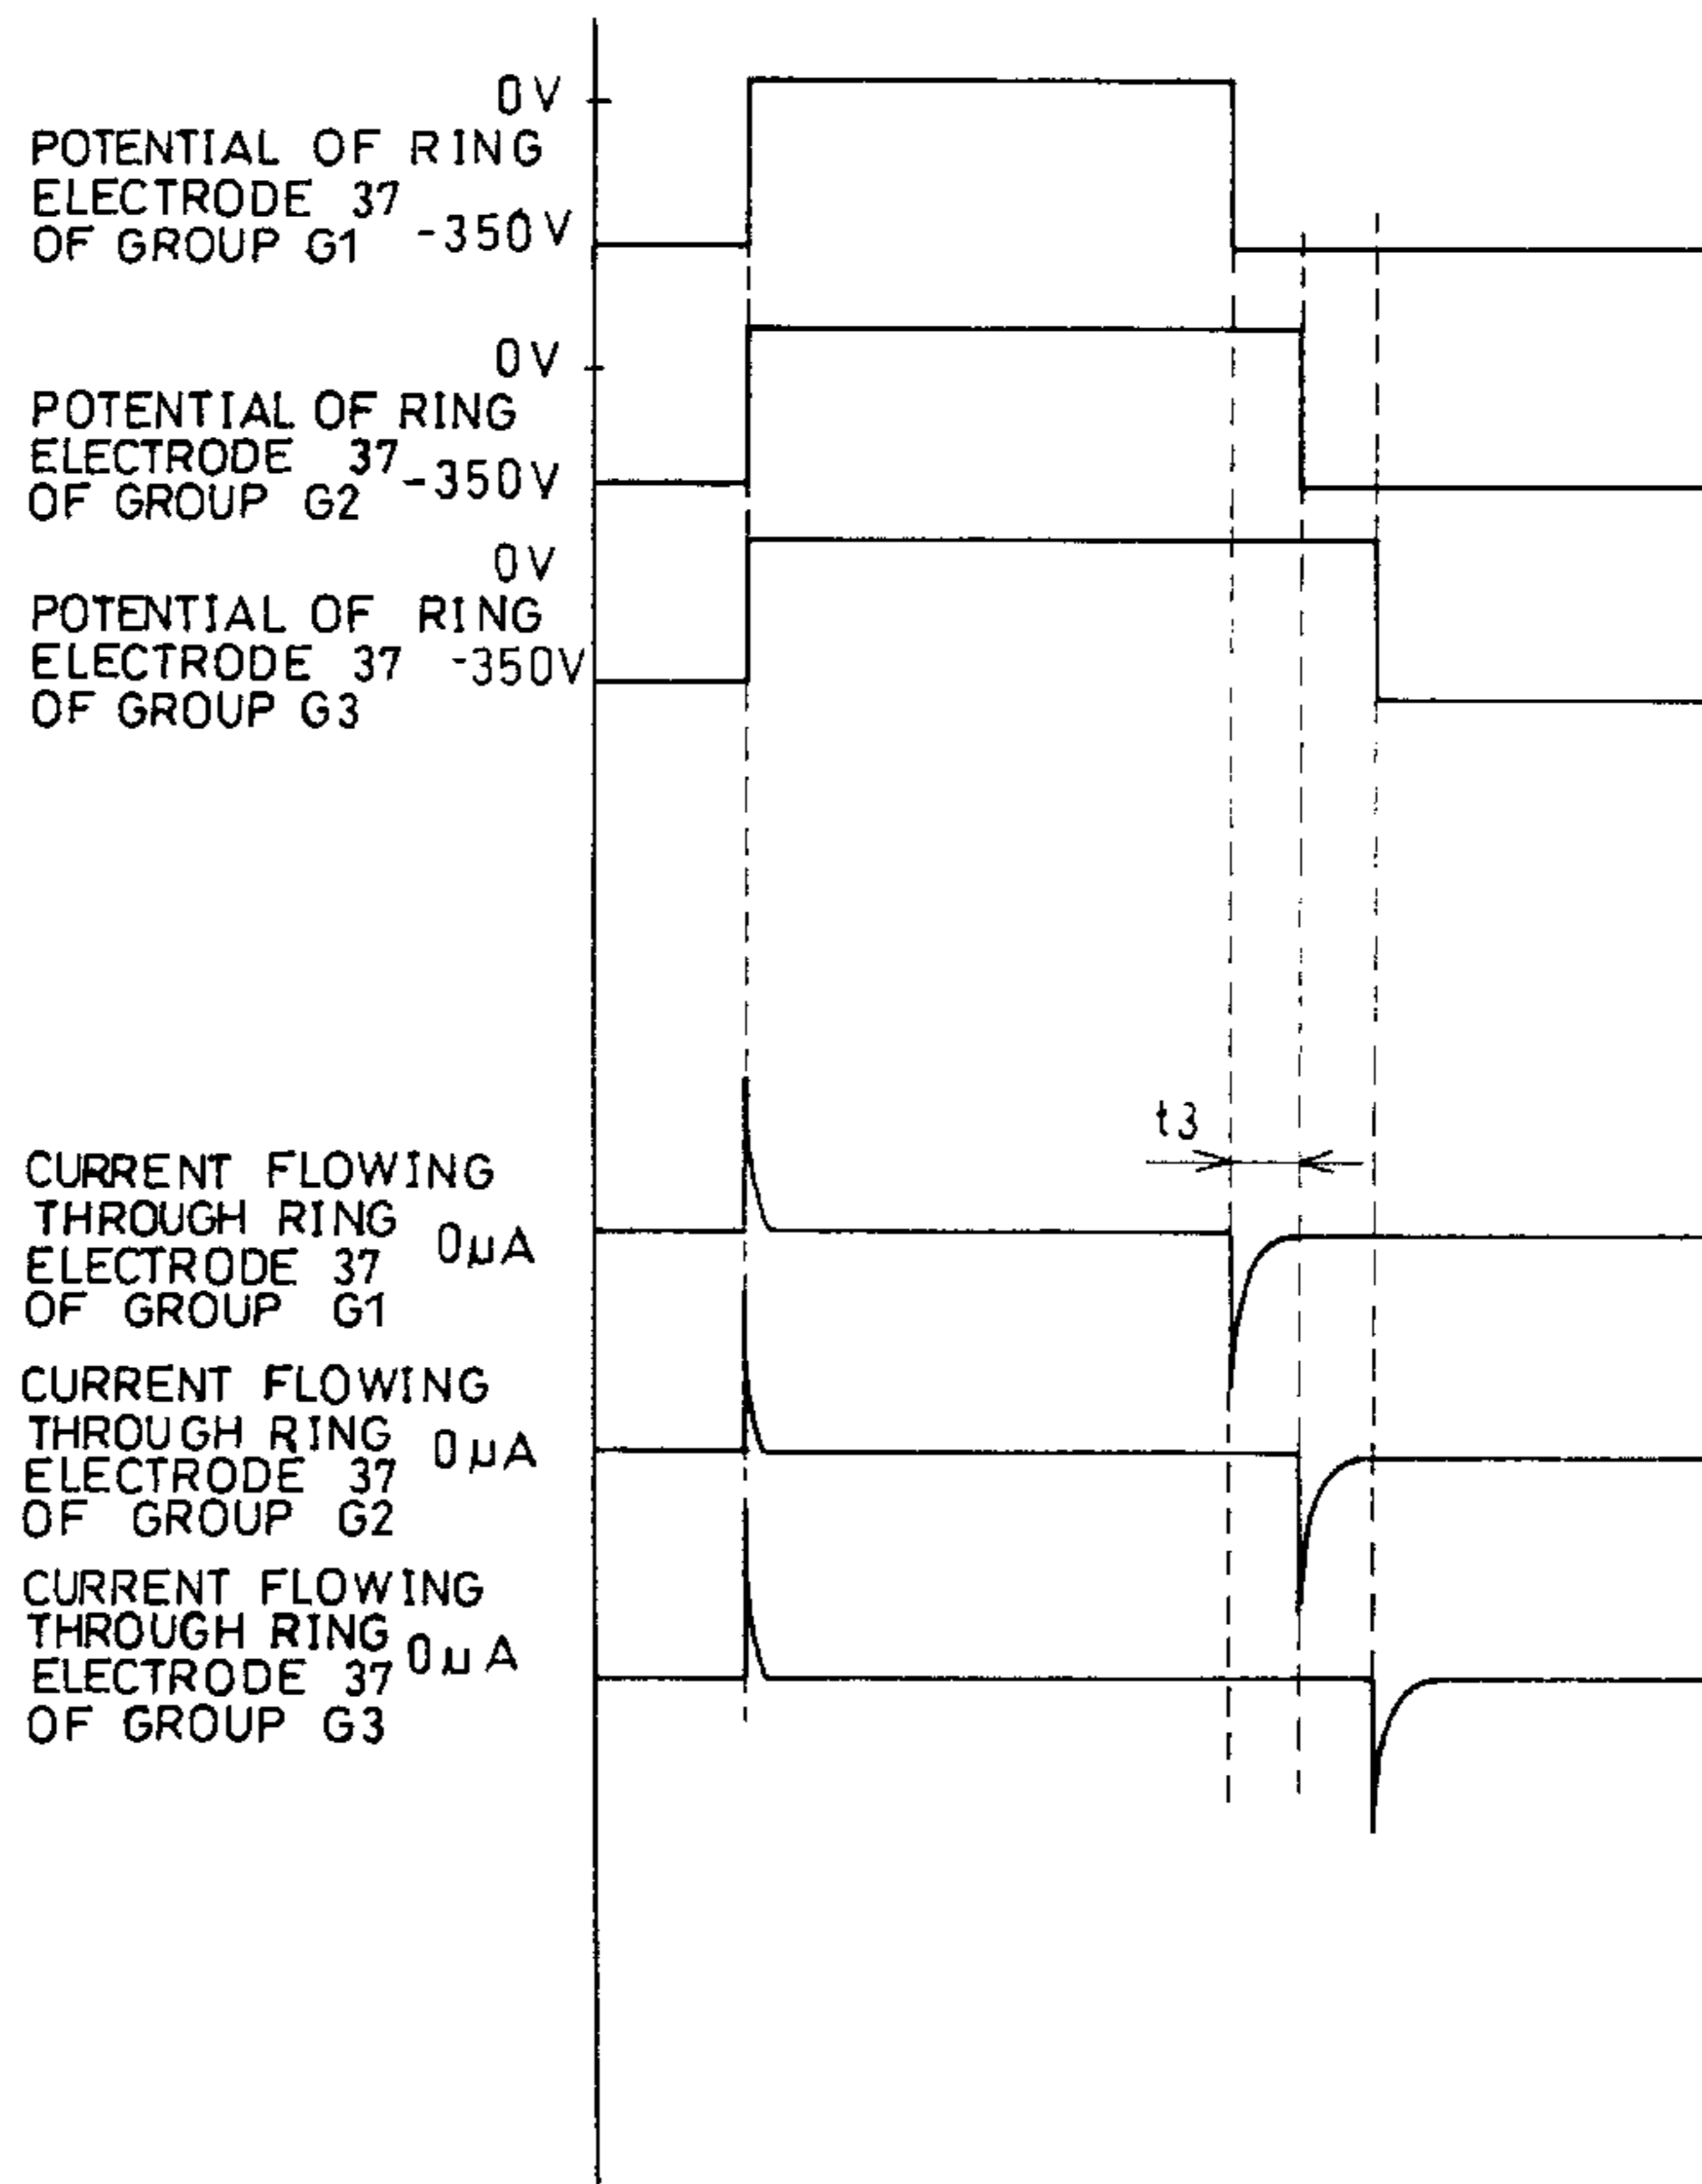 0V
POTENTIAL OF RING
ELECTRODE 37
OF GROUP G1 -350V
0V
POTENTIAL OF RING
ELECTRODE 37
OF GROUP G2 -350V
0V
POTENTIAL OF RING
ELECTRODE 37 -350V
OF GROUP G3
t3
CURRENT FLOWING
THROUGH RING
ELECTRODE 37 0µA
OF GROUP G1
CURRENT FLOWING
THROUGH RING 0µA
ELECTRODE 37
OF GROUP G2
CURRENT FLOWING
THROUGH RING 0µA
ELECTRODE 37
OF GROUP G3